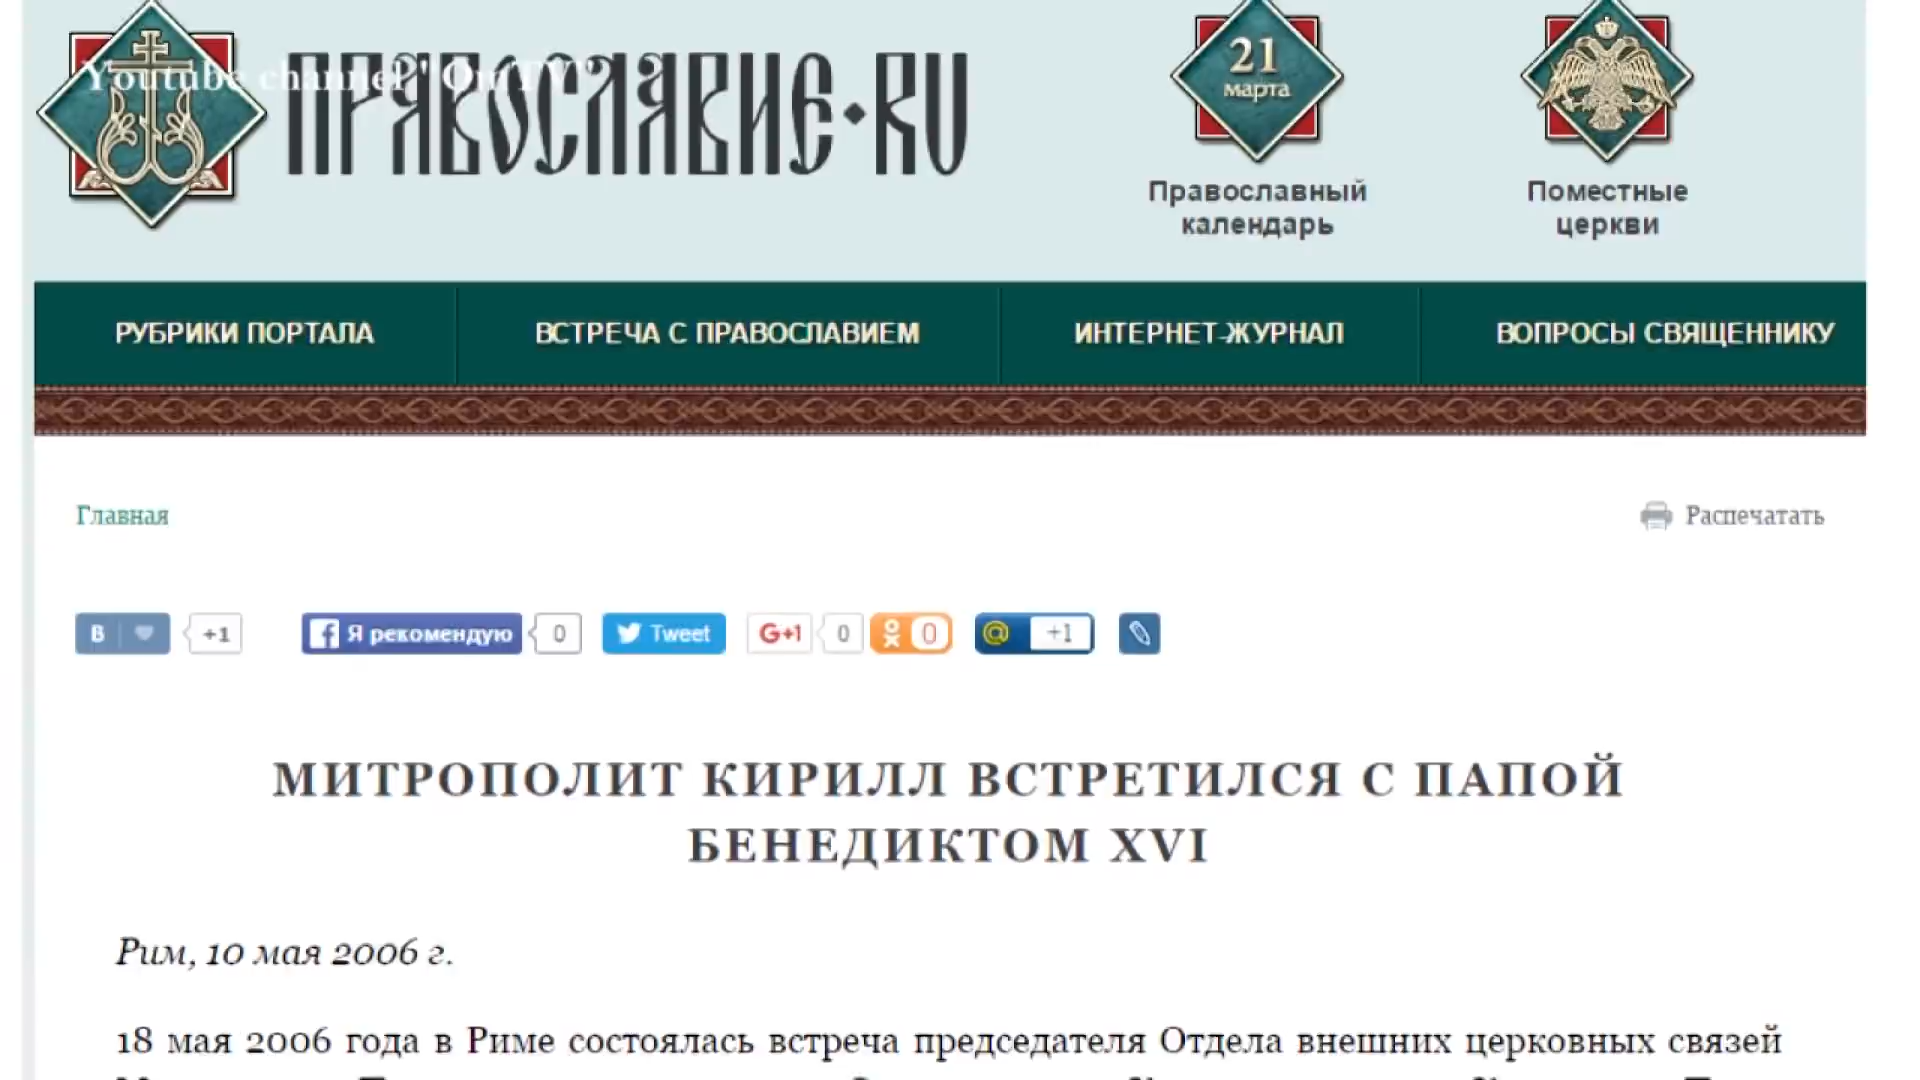 Youtube channel "OmTV"
ПРАВОСЛАВИЕ·RU
21
марта
Православный
календарь
Поместные
церкви
РУБРИКИ ПОРТАЛА
ВСТРЕЧА С ПРАВОСЛАВИЕМ
ИНТЕРНЕТ-ЖУРНАЛ
ВОПРОСЫ СВЯЩЕННИКУ
Главная
Распечатать
В +1 Я рекомендую 0 Tweet G+1 0 0 @ +1
МИТРОПОЛИТ КИРИЛЛ ВСТРЕТИЛСЯ С ПАПОЙ
БЕНЕДИКТОМ XVI
Рим, 10 мая 2006 г.
18 мая 2006 года в Риме состоялась встреча председателя Отдела внешних церковных связей